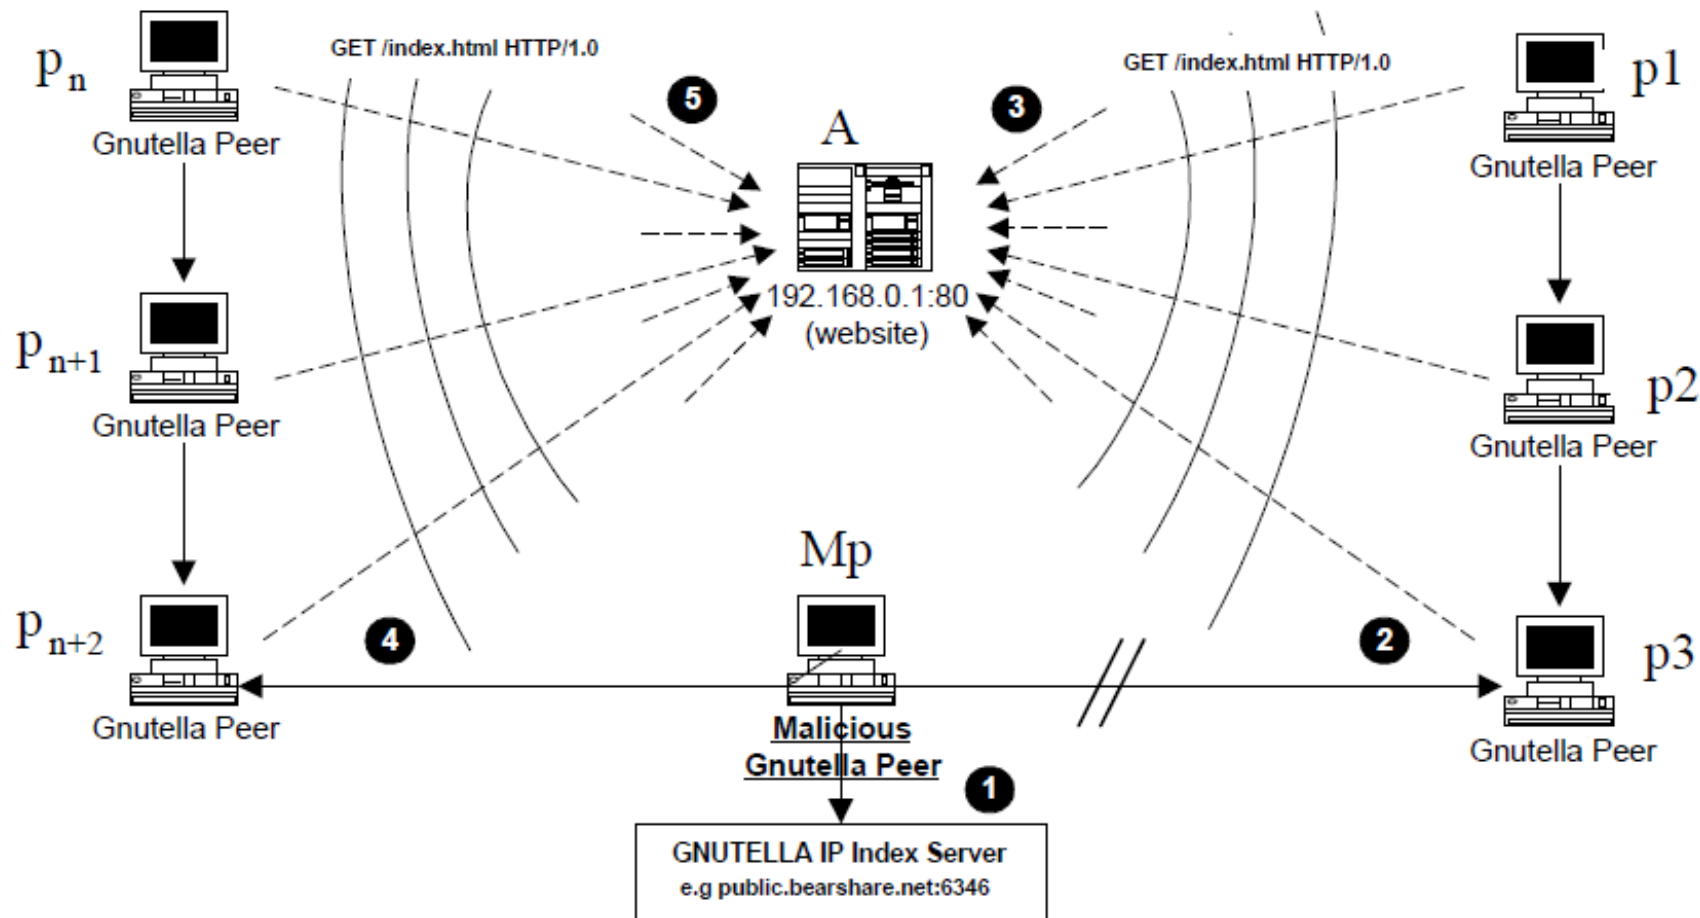 GET /index.html HTTP/1.0
GET /index.html HTTP/1.0
pn
Gnutella Peer
5
3
A
p1
Gnutella Peer
192.168.0.1:80
(website)
pn+1
Gnutella Peer
p2
Gnutella Peer
Mp
pn+2
Gnutella Peer
4
2
p3
Gnutella Peer
Malicious
Gnutella Peer
1
GNUTELLA IP Index Server
e.g public.bearshare.net:6346